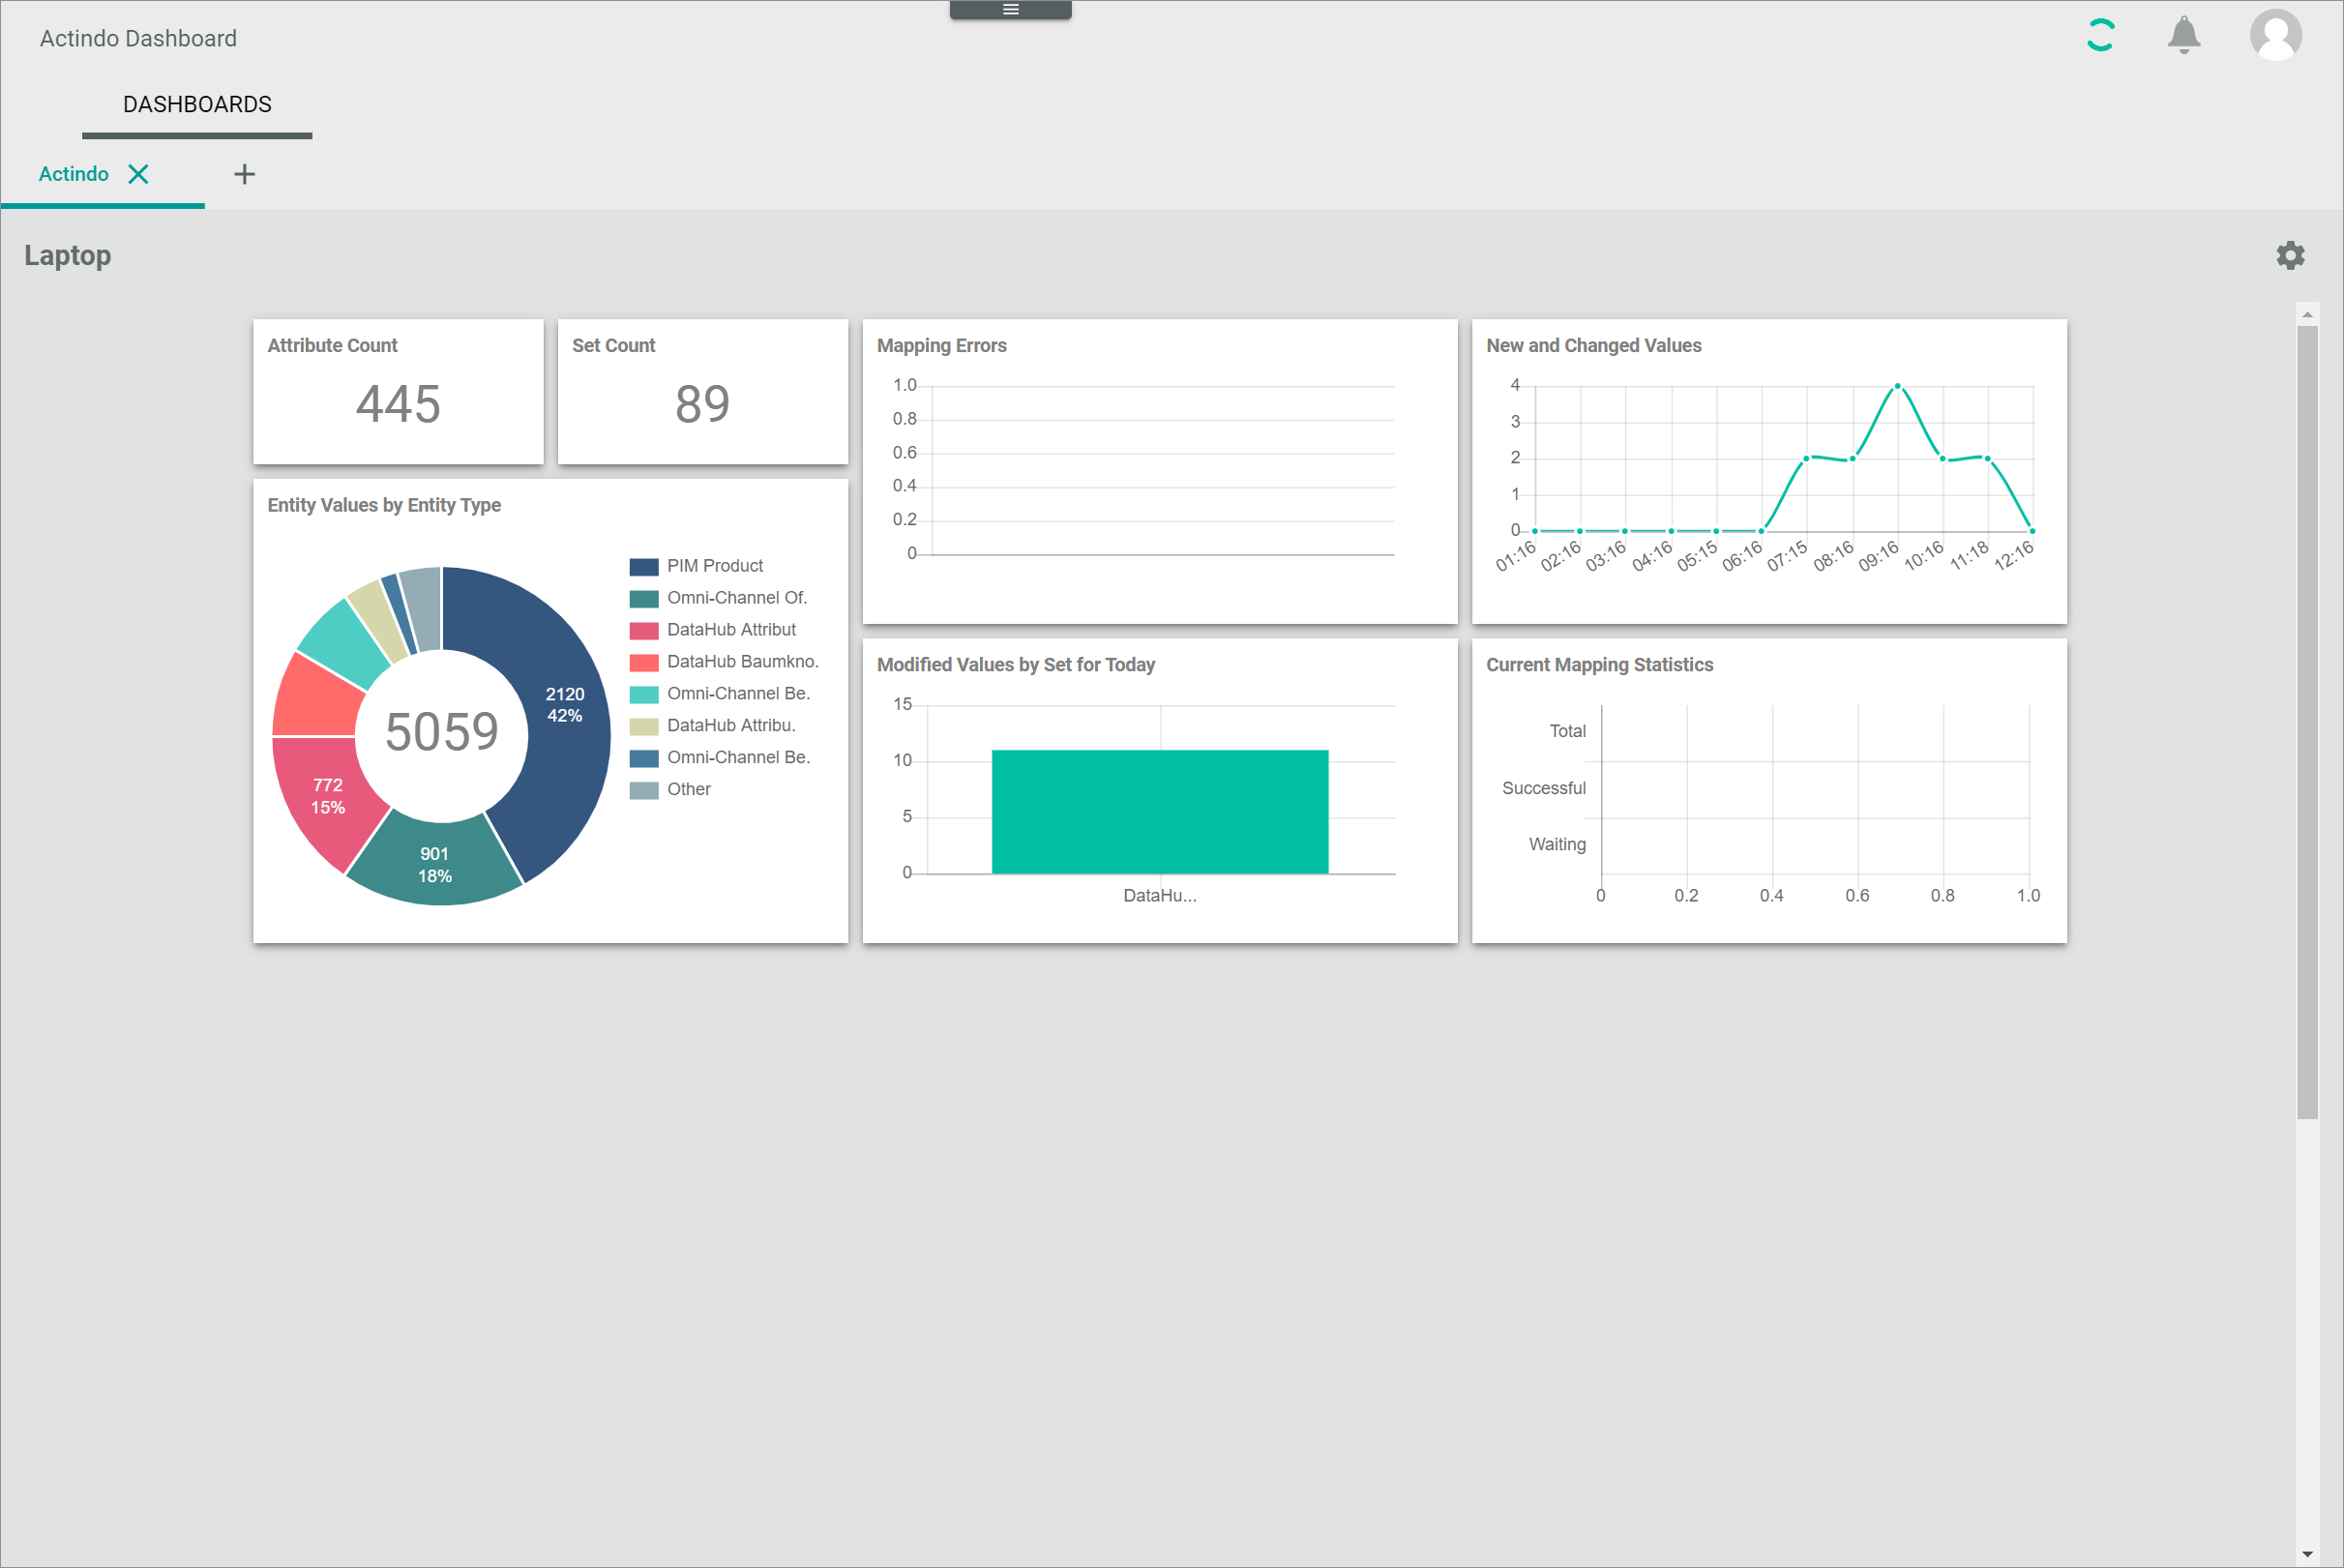 Actindo Dashboard
DASHBOARDS
Actindo
Laptop
Attribute Count
445
Set Count
89
Mapping Errors
1.0
0.8
0.6
0.4
0.2
0
New and Changed Values
4
3
2
1
0
01:16 02:16 03:16 04:16 05:15 06:16 07:15 08:16 09:16 10:16 11:18 12:16
Entity Values by Entity Type
5059
2120
42%
901
18%
772
15%
PIM Product
Omni-Channel Of.
DataHub Attribut
DataHub Baumkno.
Omni-Channel Be.
DataHub Attribu.
Omni-Channel Be.
Other
Modified Values by Set for Today
15
10
5
0
DataHu...
Current Mapping Statistics
Total
Successful
Waiting
0 0.2 0.4 0.6 0.8 1.0